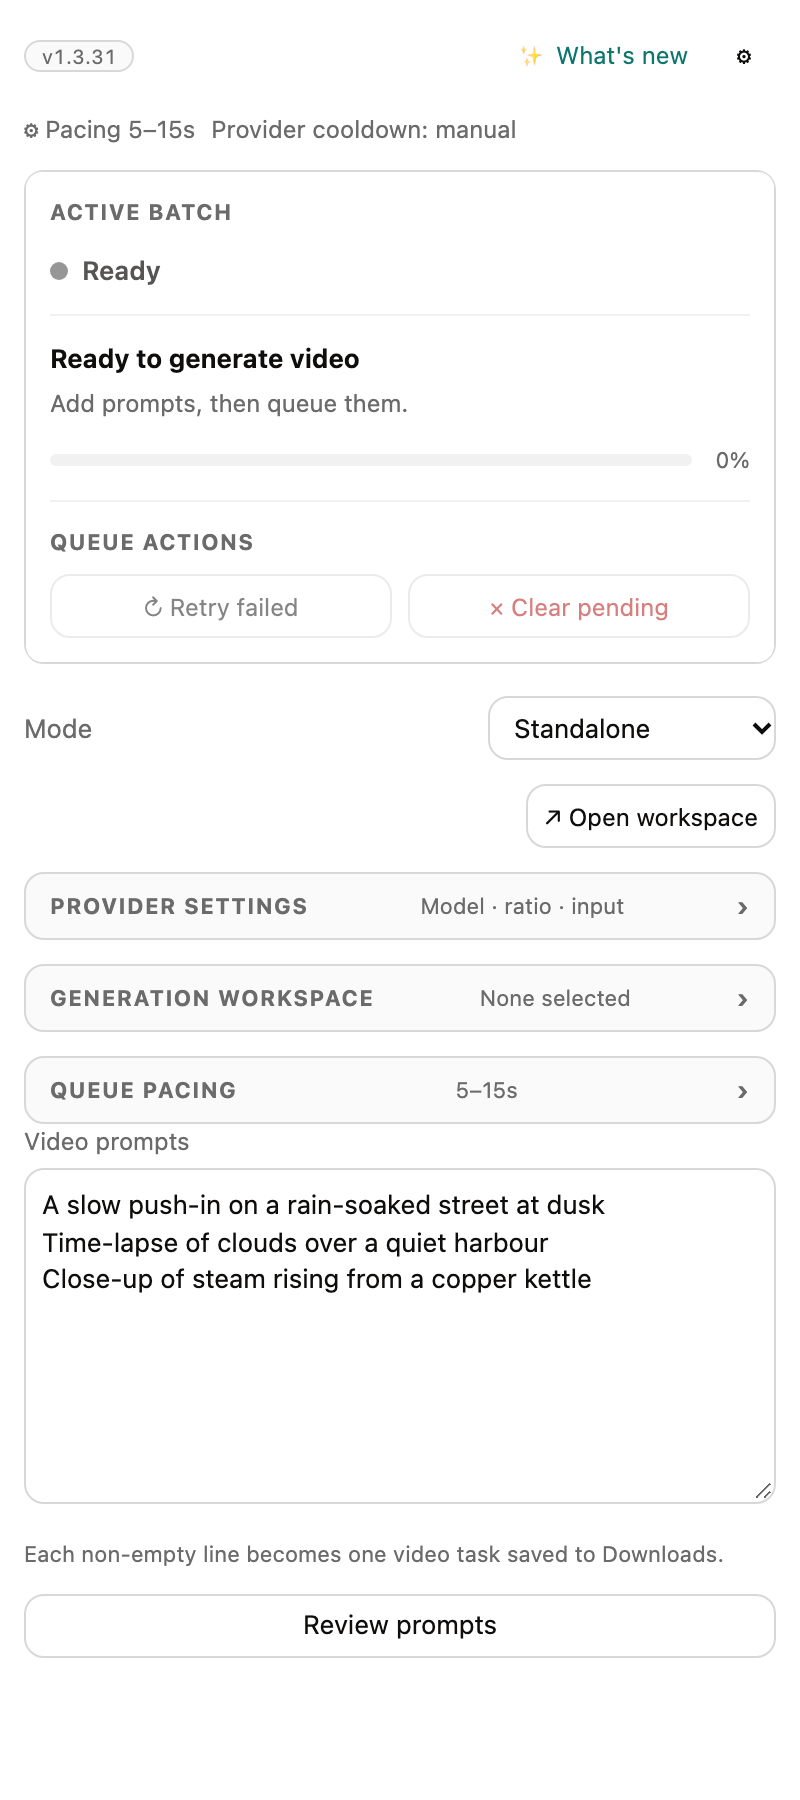 v1.3.31
✨ What's new ⚙
⚙ Pacing 5–15s Provider cooldown: manual
ACTIVE BATCH
Ready
Ready to generate video
Add prompts, then queue them.
0%
QUEUE ACTIONS
↻ Retry failed
× Clear pending
Mode
Standalone
↗ Open workspace
PROVIDER SETTINGS Model · ratio · input ›
GENERATION WORKSPACE None selected ›
QUEUE PACING 5–15s ›
Video prompts
A slow push-in on a rain-soaked street at dusk
Time-lapse of clouds over a quiet harbour
Close-up of steam rising from a copper kettle
Each non-empty line becomes one video task saved to Downloads.
Review prompts